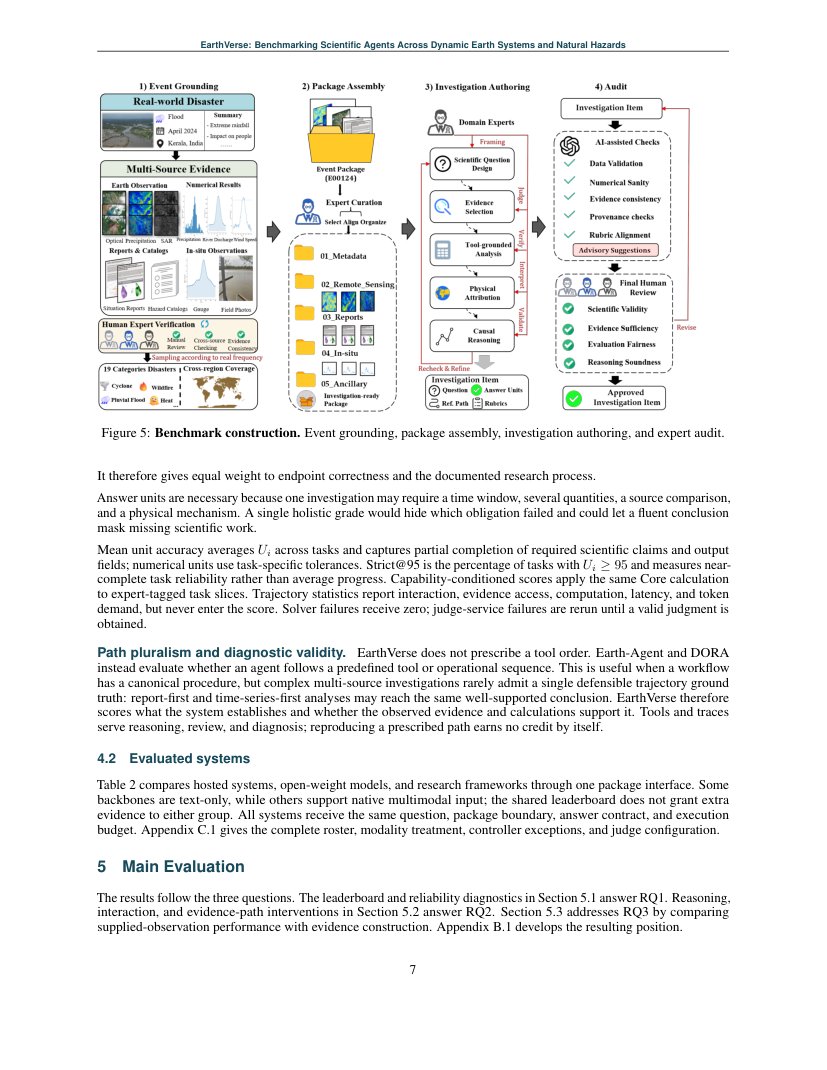 EarthVerse: Benchmarking Scientific Agents Across Dynamic Earth Systems and Natural Hazards
1) Event Grounding
Real-world Disaster
Flood
April 2024
Kerala, India
Summary
- Extreme rainfall
- Impact on people
......
Multi-Source Evidence
Earth Observation
Numerical Results
Optical Precipitation SAR
Precipitation River Discharge Wind Speed
Reports & Catalogs
In-situ Observations
Situation Reports Hazard Catalogs
Gauge
Field Photos
Human Expert Verification
Manual Review
Cross-source Checking
Evidence Consistency
Sampling according to real frequency
19 Categories Disasters
Cross-region Coverage
Cyclone
Wildfire
Pluvial Flood
Heat
...
2) Package Assembly
Event Package
(E00124)
Expert Curation
Select Align Organize
01_Metadata
02_Remote_Sensing
03_Reports
04_In-situ
05_Ancillary
Investigation-ready
Package
3) Investigation Authoring
Domain Experts
Framing
Scientific Question
Design
Evidence
Selection
Tool-grounded
Analysis
Physical
Attribution
Causal
Reasoning
Judge
Verify
Interpret
Validate
Recheck & Refine
Investigation Item
Question
Answer Units
Ref. Path
Rubrics
4) Audit
Investigation Item
AI-assisted Checks
Data Validation
Numerical Sanity
Evidence consistency
Provenance checks
Rubric Alignment
Advisory Suggestions
Final Human
Review
Scientific Validity
Evidence Sufficiency
Evaluation Fairness
Reasoning Soundness
Revise
Approved
Investigation Item
Figure 5: Benchmark construction. Event grounding, package assembly, investigation authoring, and expert audit.
It therefore gives equal weight to endpoint correctness and the documented research process.
Answer units are necessary because one investigation may require a time window, several quantities, a source comparison,
and a physical mechanism. A single holistic grade would hide which obligation failed and could let a fluent conclusion
mask missing scientific work.
Mean unit accuracy averages Uᵢ across tasks and captures partial completion of required scientific claims and output
fields; numerical units use task-specific tolerances. Strict@95 is the percentage of tasks with Uᵢ ≥ 95 and measures near-
complete task reliability rather than average progress. Capability-conditioned scores apply the same Core calculation
to expert-tagged task slices. Trajectory statistics report interaction, evidence access, computation, latency, and token
demand, but never enter the score. Solver failures receive zero; judge-service failures are rerun until a valid judgment is
obtained.
Path pluralism and diagnostic validity. EarthVerse does not prescribe a tool order. Earth-Agent and DORA
instead evaluate whether an agent follows a predefined tool or operational sequence. This is useful when a workflow
has a canonical procedure, but complex multi-source investigations rarely admit a single defensible trajectory ground
truth: report-first and time-series-first analyses may reach the same well-supported conclusion. EarthVerse therefore
scores what the system establishes and whether the observed evidence and calculations support it. Tools and traces
serve reasoning, review, and diagnosis; reproducing a prescribed path earns no credit by itself.
4.2 Evaluated systems
Table 2 compares hosted systems, open-weight models, and research frameworks through one package interface. Some
backbones are text-only, while others support native multimodal input; the shared leaderboard does not grant extra
evidence to either group. All systems receive the same question, package boundary, answer contract, and execution
budget. Appendix C.1 gives the complete roster, modality treatment, controller exceptions, and judge configuration.
5 Main Evaluation
The results follow the three questions. The leaderboard and reliability diagnostics in Section 5.1 answer RQ1. Reasoning,
interaction, and evidence-path interventions in Section 5.2 answer RQ2. Section 5.3 addresses RQ3 by comparing
supplied-observation performance with evidence construction. Appendix B.1 develops the resulting position.
7